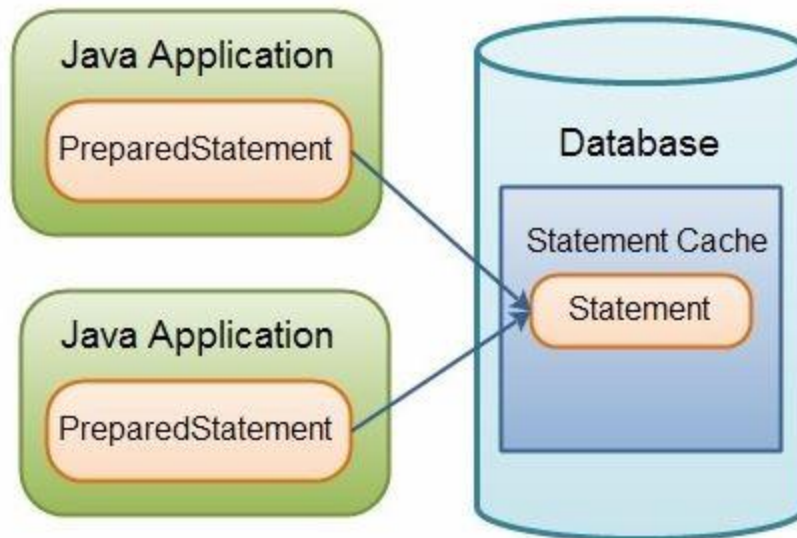 Java Application
PreparedStatement
Java Application
PreparedStatement
Database
Statement Cache
Statement